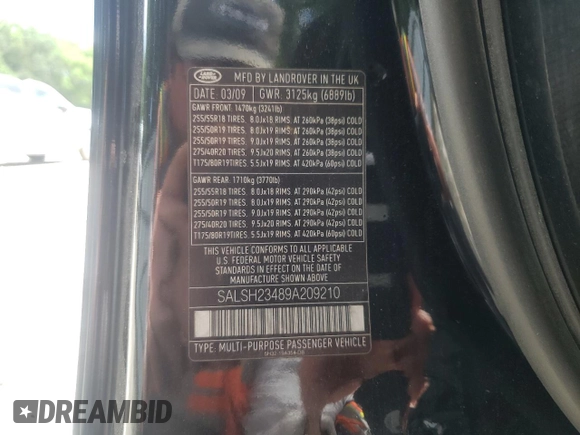 LAND ROVER
MFG BY LANDROVER IN THE UK
DATE 03/09 GWR. 3125kg (6889lb)
GAWR FRONT. 1470kg (3241lb)
255/55R18 TIRES. 8.0Jx18 RIMS. AT 260kPa (38psi) COLD
255/50R19 TIRES. 8.0Jx19 RIMS. AT 260kPa (38psi) COLD
255/50R19 TIRES. 9.0Jx19 RIMS. AT 260kPa (38psi) COLD
275/40R20 TIRES. 9.5Jx20 RIMS. AT 260kPa (38psi) COLD
T175/80R19TIRES. 5.5Jx19 RIMS. AT 420kPa (60psi) COLD
GAWR REAR. 1710kg (3770lb)
255/55R18 TIRES. 8.0Jx18 RIMS. AT 290kPa (42psi) COLD
255/50R19 TIRES. 8.0Jx19 RIMS. AT 290kPa (42psi) COLD
255/50R19 TIRES. 9.0Jx19 RIMS. AT 290kPa (42psi) COLD
275/40R20 TIRES. 9.5Jx20 RIMS. AT 290kPa (42psi) COLD
T175/80R19TIRES. 5.5Jx19 RIMS. AT 420kPa (60psi) COLD
THIS VEHICLE CONFORMS TO ALL APPLICABLE
U.S. FEDERAL MOTOR VEHICLE SAFETY
STANDARDS IN EFFECT ON THE DATE OF
MANUFACTURE SHOWN ABOVE
SALSH23489A209210
TYPE: MULTI-PURPOSE PASSENGER VEHICLE
DREAMBID